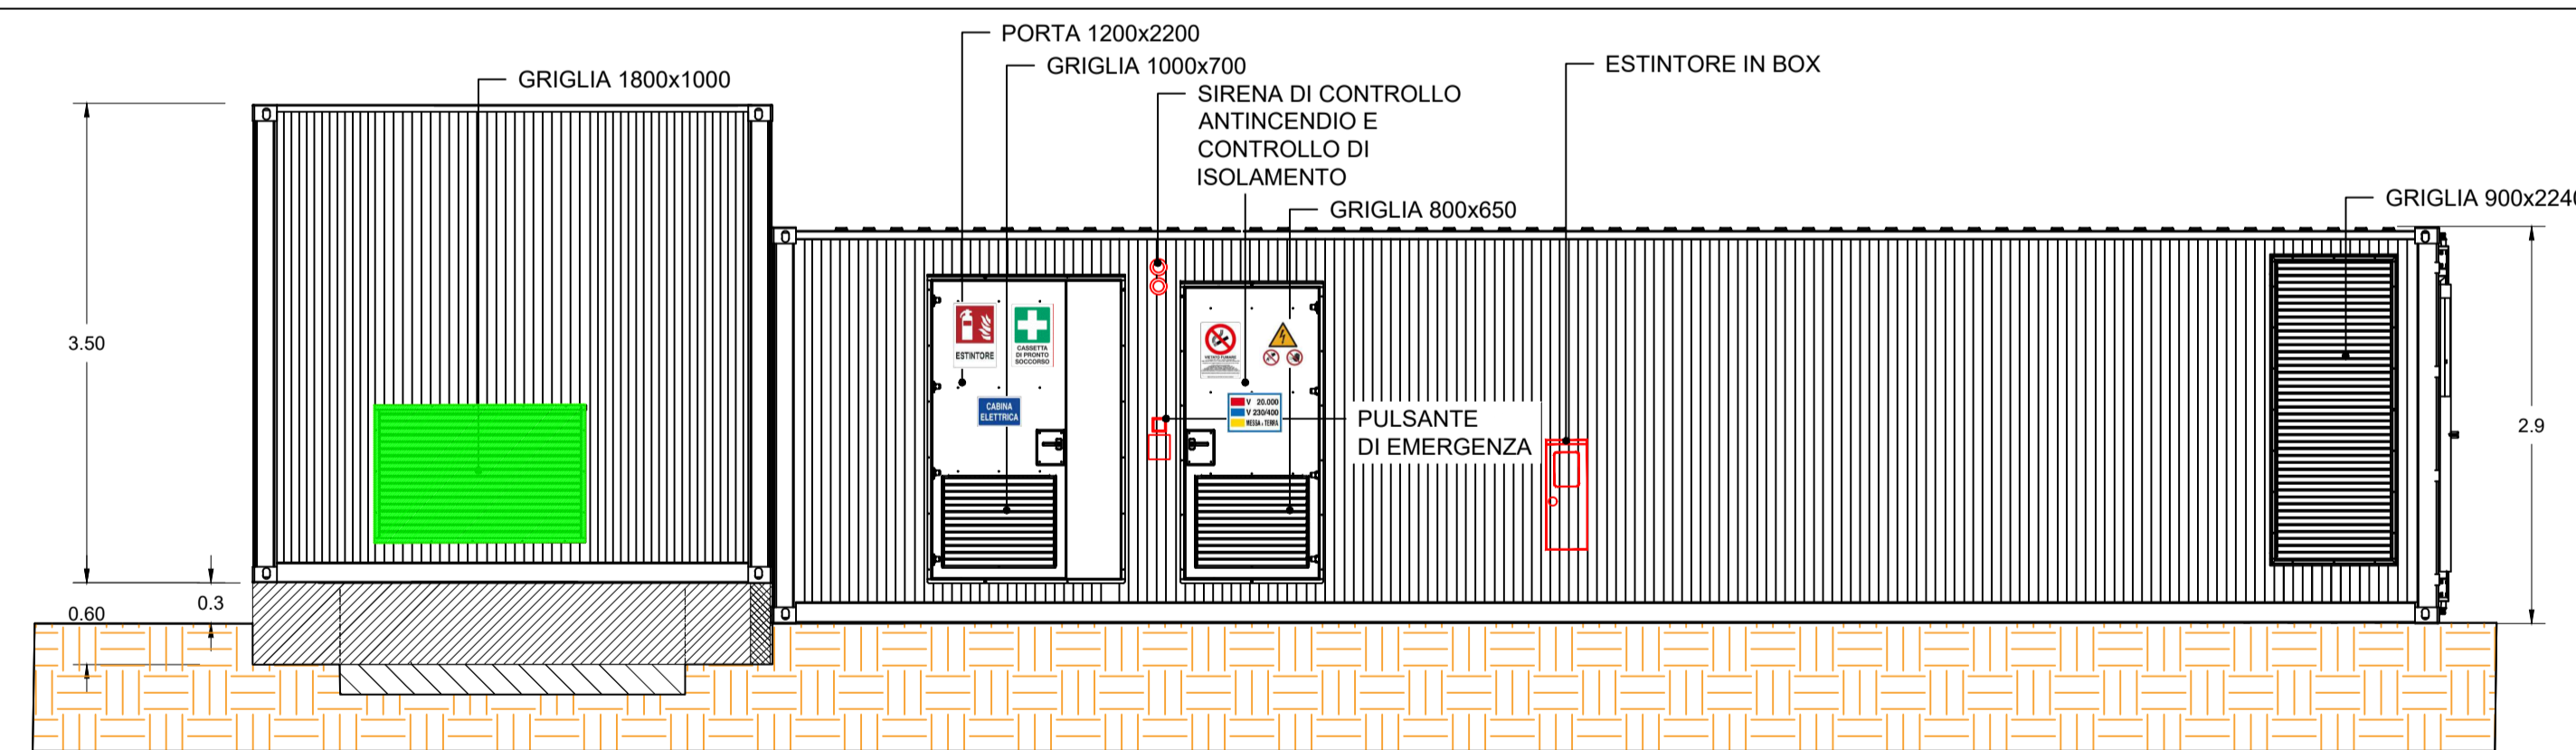 PORTA 1200x2200
GRIGLIA 1000x700
GRIGLIA 1800x1000
SIRENA DI CONTROLLO
ANTINCENDIO E
CONTROLLO DI
ISOLAMENTO
ESTINTORE IN BOX
GRIGLIA 800x650
GRIGLIA 900x2240
3.50
ESTINTORE
CASSETTA
DI PRONTO
SOCCORSO
VIETATO FUMARE
CABINA
ELETTRICA
V 20.000
V 230/400
MESSA A TERRA
PULSANTE
DI EMERGENZA
2.9
0.60
0.3